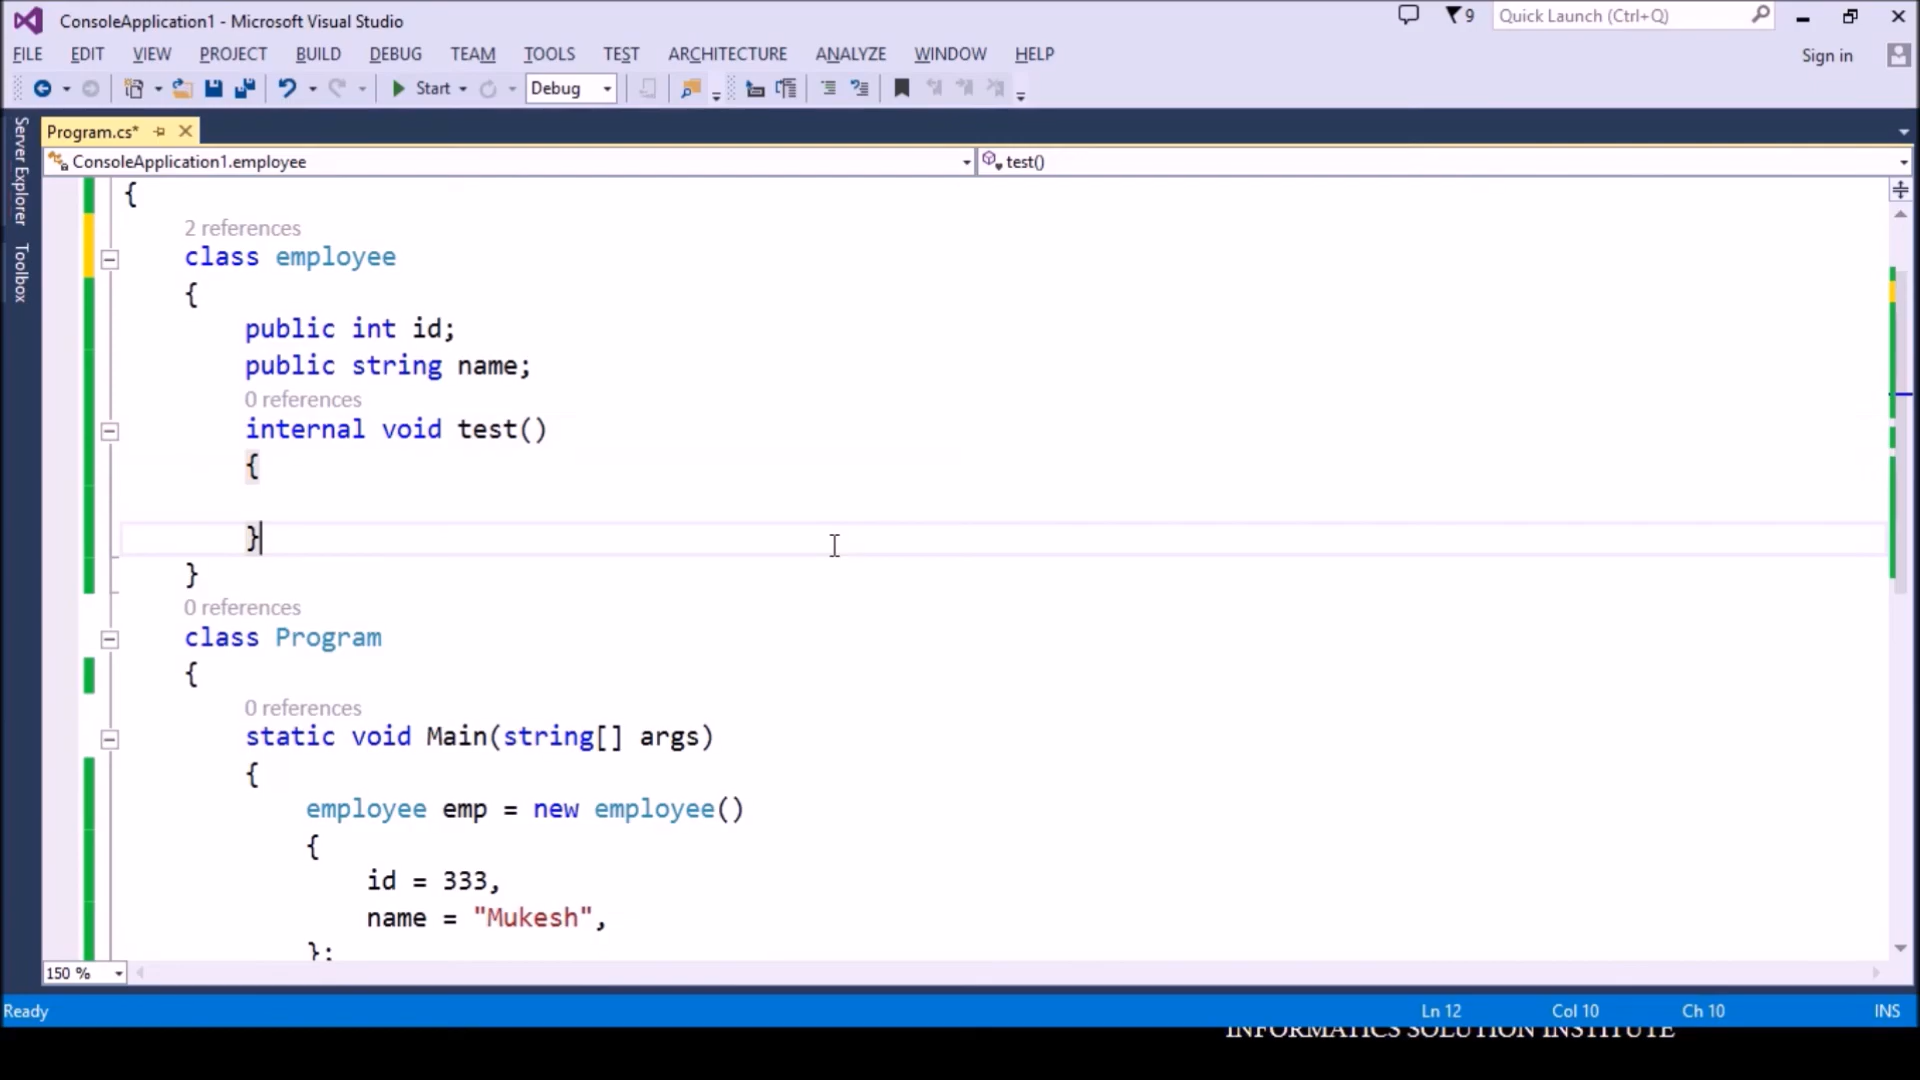 ConsoleApplication1 - Microsoft Visual Studio
9
Quick Launch (Ctrl+Q)
FILE EDIT VIEW PROJECT BUILD DEBUG TEAM TOOLS TEST ARCHITECTURE ANALYZE WINDOW HELP
Sign in
Start
Debug
Server Explorer
Toolbox
Program.cs*
ConsoleApplication1.employee
test()
{
2 references
class employee
{
public int id;
public string name;
0 references
internal void test()
{
}
}
0 references
class Program
{
0 references
static void Main(string[] args)
{
employee emp = new employee()
{
id = 333,
name = "Mukesh",
};
150 %
Ready
Ln 12
Col 10
Ch 10
INS
INFORMATICS SOLUTION INSTITUTE